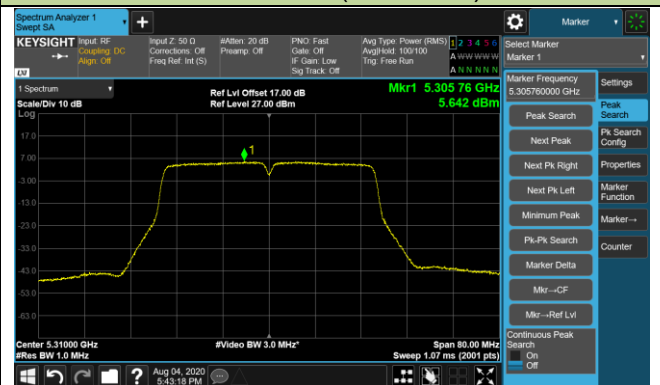 Spectrum Analyzer 1
Swept SA
Marker
KEYSIGHT
Input: RF
Coupling: DC
Align: Off
Input Z: 50 Ω
Corrections: Off
Freq Ref: Int (S)
#Atten: 20 dB
Preamp: Off
PNO: Fast
Gate: Off
IF Gain: Low
Sig Track: Off
Avg Type: Power (RMS)
Avg|Hold: 100/100
Trig: Free Run
1 2 3 4 5 6
A W W W W W
A N N N N N
LXI
Select Marker
Marker 1
1 Spectrum
Scale/Div 10 dB
Log
Ref Lvl Offset 17.00 dB
Ref Level 27.00 dBm
Mkr1 5.305 76 GHz
5.642 dBm
17.0
7.00
-3.00
-13.0
-23.0
-33.0
-43.0
-53.0
-63.0
1
Center 5.31000 GHz
#Res BW 1.0 MHz
#Video BW 3.0 MHz*
Span 80.00 MHz
Sweep 1.07 ms (2001 pts)
Marker Frequency
5.305760000 GHz
Peak Search
Next Peak
Next Pk Right
Next Pk Left
Minimum Peak
Pk-Pk Search
Marker Delta
Mkr→CF
Mkr→Ref Lvl
Continuous Peak
Search
On
Off
Settings
Peak
Search
Pk Search
Config
Properties
Marker
Function
Marker→
Counter
Aug 04, 2020
5:43:18 PM